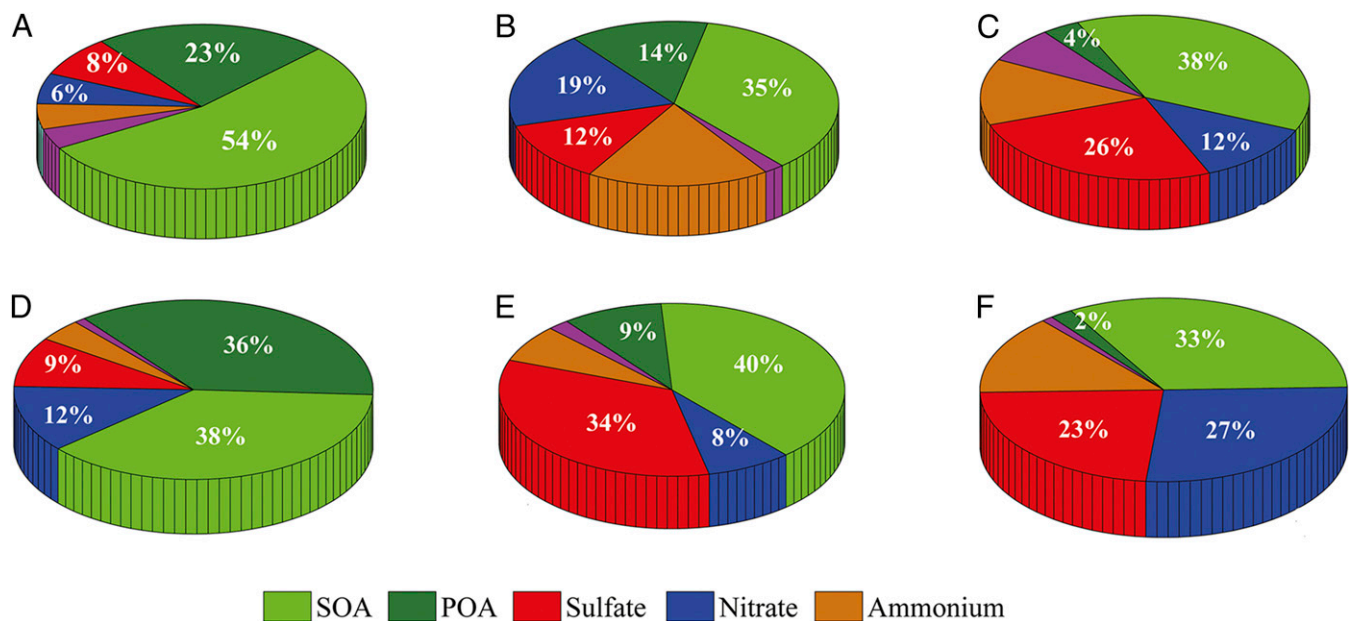 A B C
8% 23% 14% 4% 38%
6% 19% 35%
54% 12% 26% 12%
D E F
36% 9% 2% 33%
9% 40%
12% 38% 34% 8% 23% 27%
SOA POA Sulfate Nitrate Ammonium